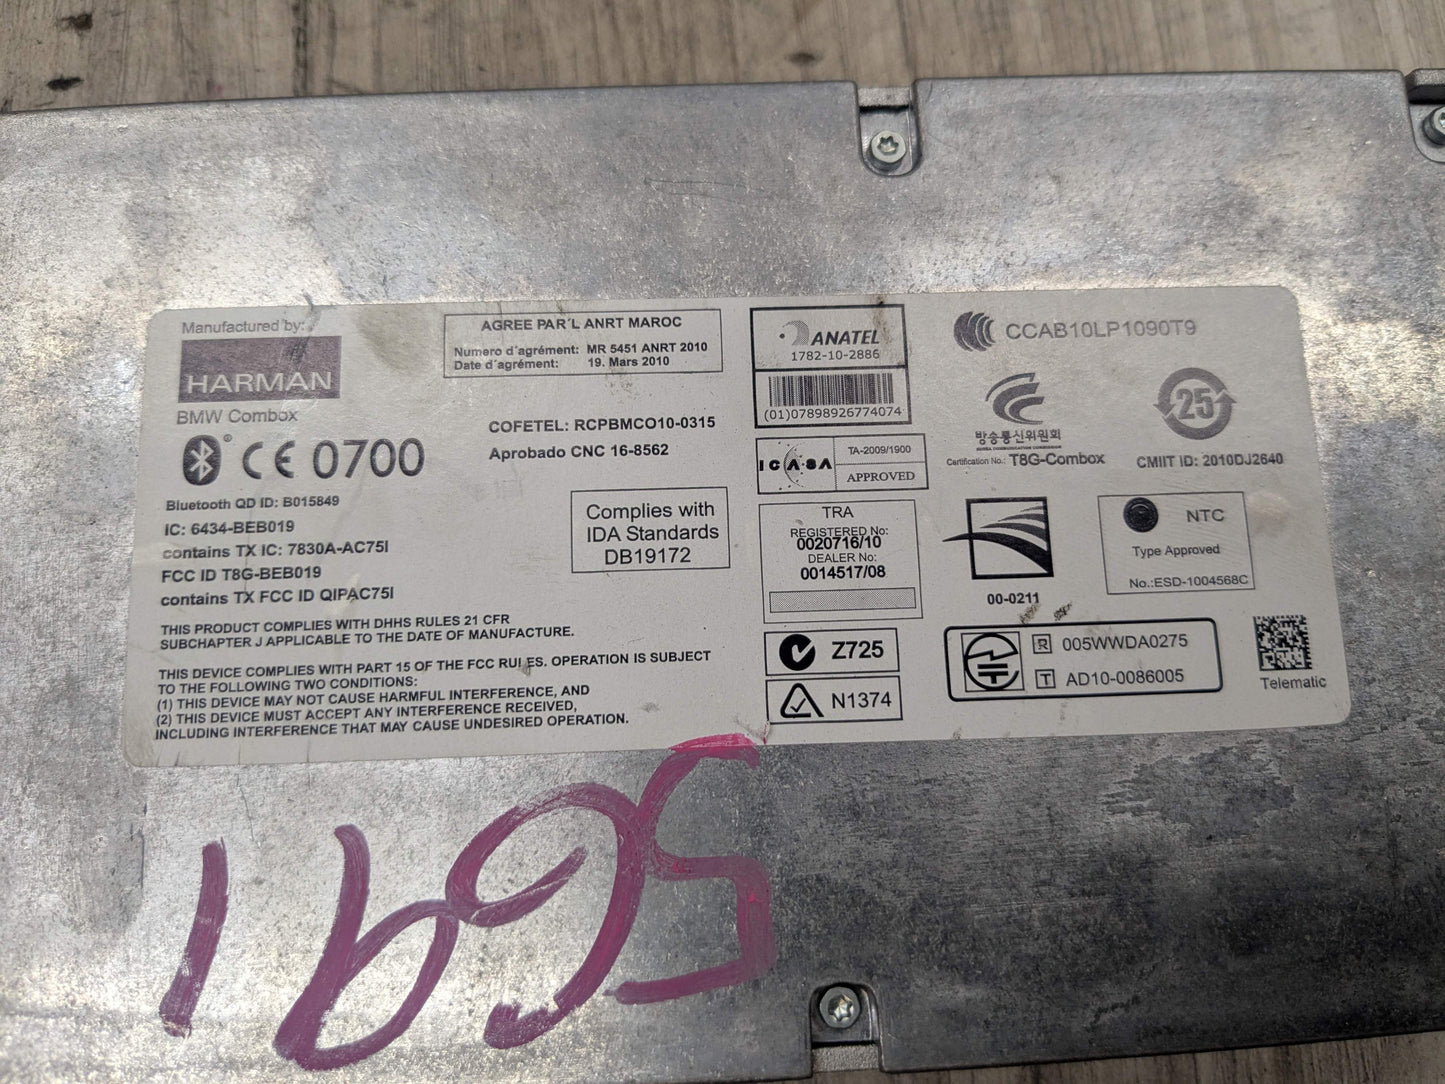 Manufactured by:
HARMAN
BMW Combox
CE 0700
Bluetooth QD ID: B015849
IC: 6434-BEB019
contains TX IC: 7830A-AC75I
FCC ID T8G-BEB019
contains TX FCC ID QIPAC75I
THIS PRODUCT COMPLIES WITH DHHS RULES 21 CFR
SUBCHAPTER J APPLICABLE TO THE DATE OF MANUFACTURE.
THIS DEVICE COMPLIES WITH PART 15 OF THE FCC RULES. OPERATION IS SUBJECT
TO THE FOLLOWING TWO CONDITIONS:
(1) THIS DEVICE MAY NOT CAUSE HARMFUL INTERFERENCE, AND
(2) THIS DEVICE MUST ACCEPT ANY INTERFERENCE RECEIVED,
INCLUDING INTERFERENCE THAT MAY CAUSE UNDESIRED OPERATION.
AGREE PAR´L ANRT MAROC
Numero d´agrément: MR 5451 ANRT 2010
Date d´agrément: 19. Mars 2010
COFETEL: RCPBMCO10-0315
Aprobado CNC 16-8562
Complies with
IDA Standards
DB19172
ANATEL
1782-10-2886
(01)07898926774074
ICASA
TA-2009/1900
APPROVED
TRA
REGISTERED No:
0020716/10
DEALER No:
0014517/08
Z725
N1374
CCAB10LP1090T9
방송통신위원회
Certification No.: T8G-Combox
25
CMIIT ID: 2010DJ2640
00-0211
NTC
Type Approved
No.:ESD-1004568C
R 005WWDA0275
T AD10-0086005
Telematic